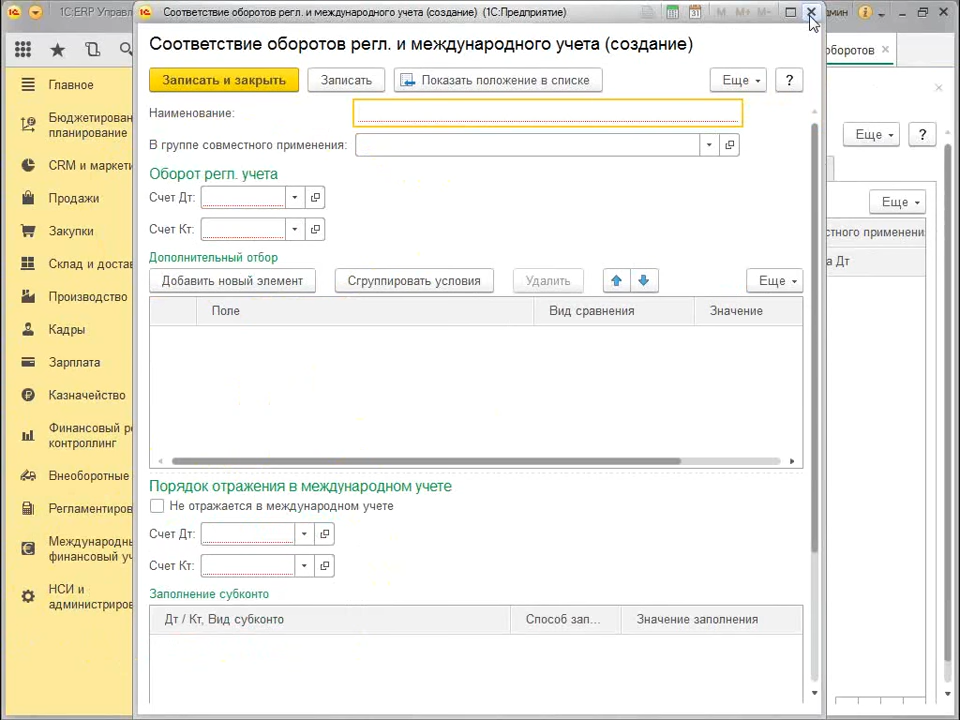 1С:ERP Управ
Соответствие оборотов регл. и международного учета (создание) (1С:Предприятие)
M M+ M-
дмин
Главное
Бюджетирован
планирование
CRM и маркети
Продажи
Закупки
Склад и достав
Производство
Кадры
Зарплата
Казначейство
Финансовый ре
контроллинг
Внеоборотные
Регламентиров
Международны
финансовый уч
НСИ и
администриров
Соответствие оборотов регл. и международного учета (создание)
Записать и закрыть
Записать
Показать положение в списке
Еще
?
Наименование:
В группе совместного применения:
Оборот регл. учета
Счет Дт:
Счет Кт:
Дополнительный отбор
Добавить новый элемент
Сгруппировать условия
Удалить
Еще
Поле
Вид сравнения
Значение
Порядок отражения в международном учете
Не отражается в международном учете
Счет Дт:
Счет Кт:
Заполнение субконто
Дт / Кт, Вид субконто
Способ зап...
Значение заполнения
оборотов
Еще
?
Еще
стного применени
а Дт